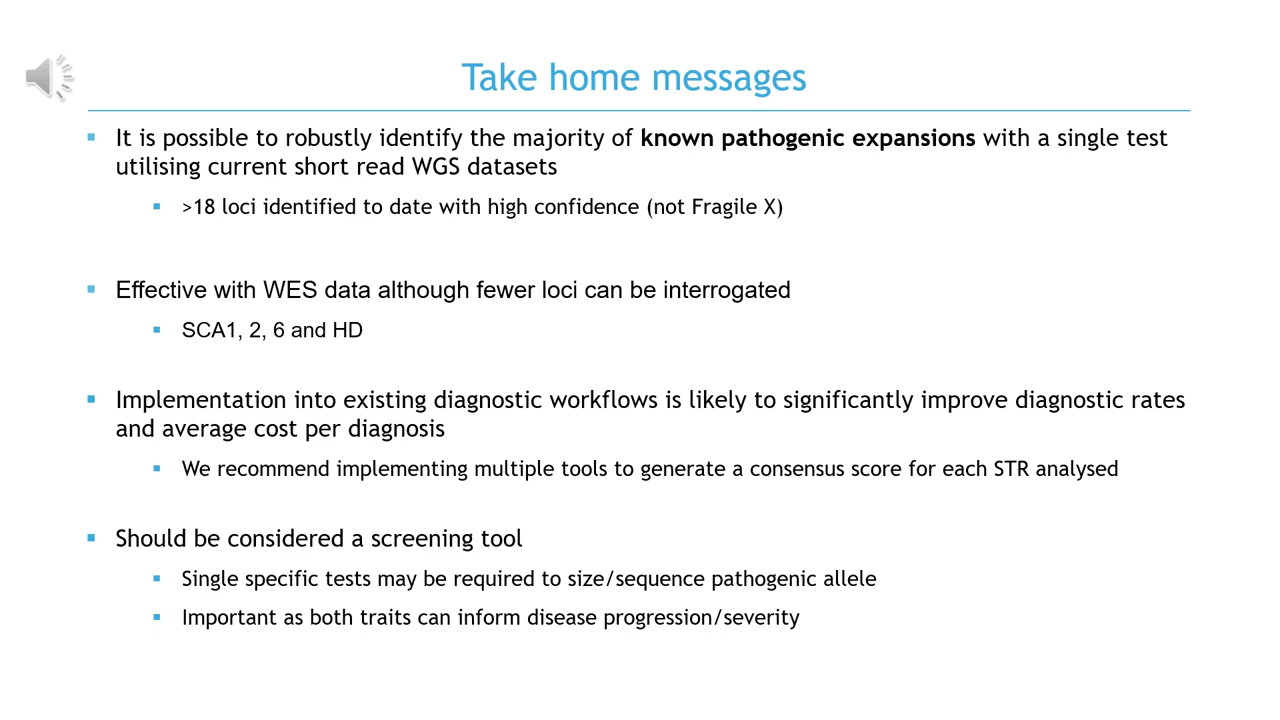 Take home messages
It is possible to robustly identify the majority of known pathogenic expansions with a single test
utilising current short read WGS datasets
>18 loci identified to date with high confidence (not Fragile X)
Effective with WES data although fewer loci can be interrogated
SCA1, 2, 6 and HD
Implementation into existing diagnostic workflows is likely to significantly improve diagnostic rates
and average cost per diagnosis
We recommend implementing multiple tools to generate a consensus score for each STR analysed
Should be considered a screening tool
Single specific tests may be required to size/sequence pathogenic allele
Important as both traits can inform disease progression/severity